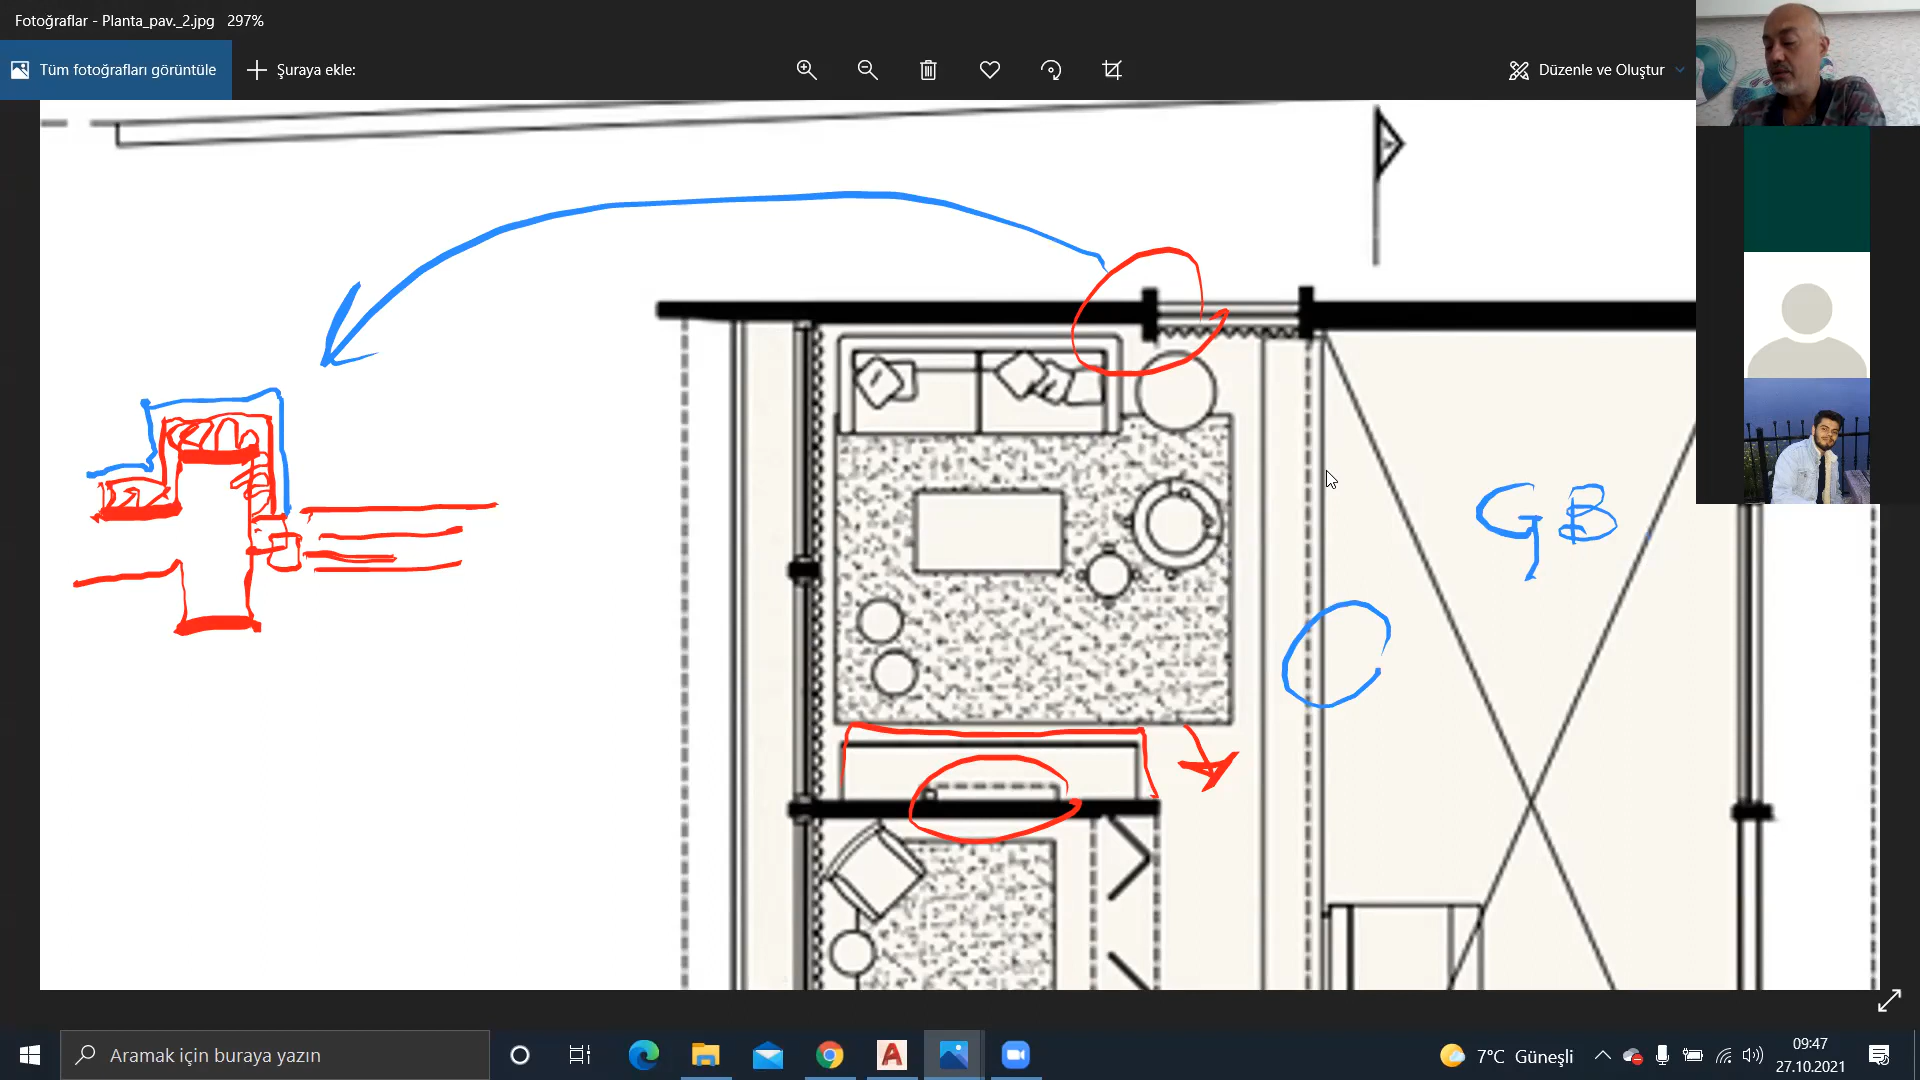 Fotoğraflar - Planta_pav._2.jpg 297%
Tüm fotoğrafları görüntüle
Şuraya ekle:
Düzenle ve Oluştur
GB
Aramak için buraya yazın
7°C Güneşli
09:47
27.10.2021